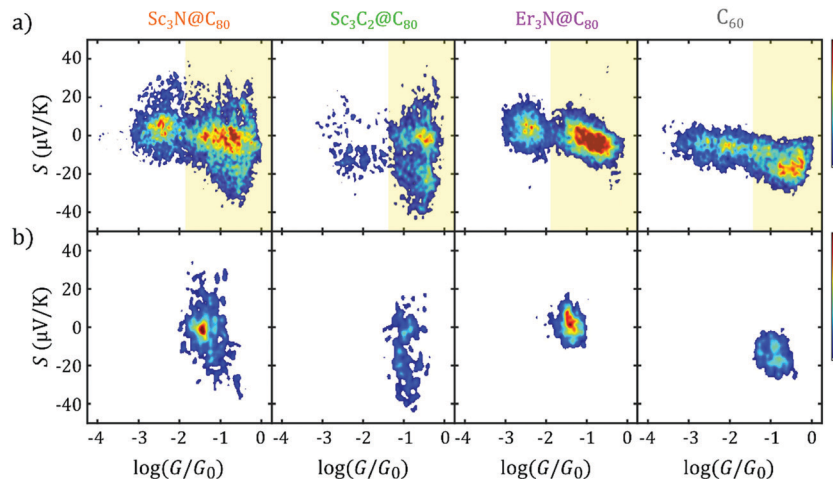 Sc₃N@C₈₀ Sc₃C₂@C₈₀ Er₃N@C₈₀ C₆₀
a)
40
20
0
-20
-40
S (μV/K)
b)
40
20
0
-20
-40
S (μV/K)
-4 -3 -2 -1 0 -4 -3 -2 -1 0 -4 -3 -2 -1 0 -4 -3 -2 -1 0
log(G/G₀) log(G/G₀) log(G/G₀) log(G/G₀)